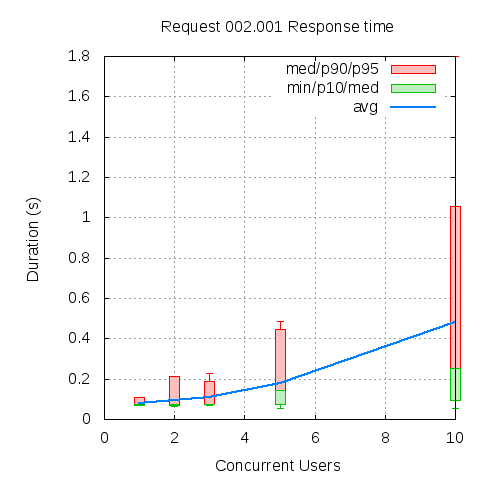 Request 002.001 Response time
med/p90/p95
min/p10/med
avg
1.8
1.6
1.4
1.2
1
0.8
0.6
0.4
0.2
0
Duration (s)
0 2 4 6 8 10
Concurrent Users